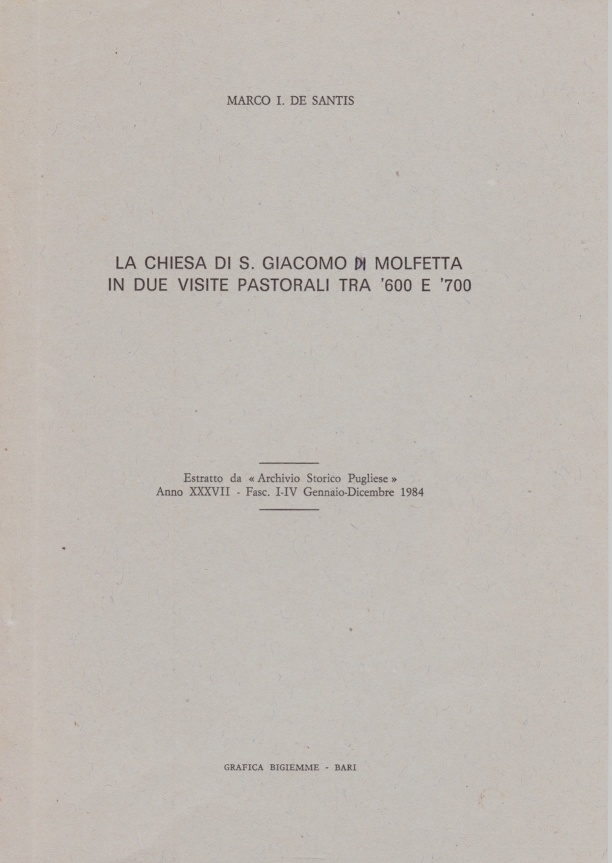 MARCO I. DE SANTIS
LA CHIESA DI S. GIACOMO DI MOLFETTA
IN DUE VISITE PASTORALI TRA '600 E '700
Estratto da « Archivio Storico Pugliese »
Anno XXXVII - Fasc. I-IV Gennaio-Dicembre 1984
GRAFICA BIGIEMME - BARI